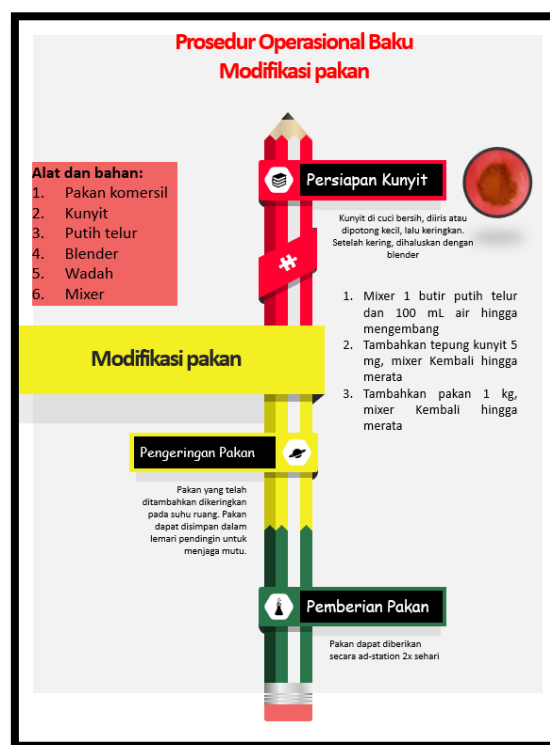 Prosedur Operasional Baku
Modifikasi pakan
Alat dan bahan:
1. Pakan komersil
2. Kunyit
3. Putih telur
4. Blender
5. Wadah
6. Mixer
Persiapan Kunyit
Kunyit di cuci bersih, diiris atau
dipotong kecil, lalu keringkan.
Setelah kering, dihaluskan dengan
blender
Modifikasi pakan
1. Mixer 1 butir putih telur
dan 100 mL air hingga
mengembang
2. Tambahkan tepung kunyit 5
mg, mixer Kembali hingga
merata
3. Tambahkan pakan 1 kg,
mixer Kembali hingga
merata
Pengeringan Pakan
Pakan yang telah
ditambahkan dikeringkan
pada suhu ruang. Pakan
dapat disimpan dalam
lemari pendingin untuk
menjaga mutu.
Pemberian Pakan
Pakan dapat diberikan
secara ad-station 2x sehari